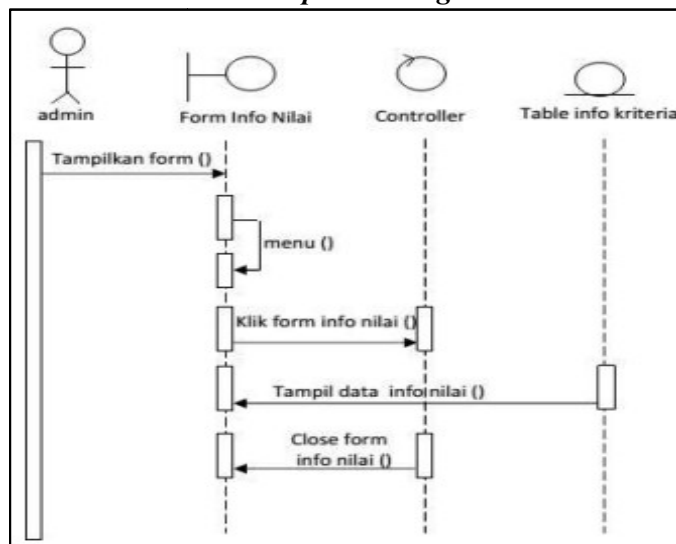 admin
Form Info Nilai
Controller
Table info kriteria
Tampilkan form ()
menu ()
Klik form info nilai ()
Tampil data info nilai ()
Close form
info nilai ()